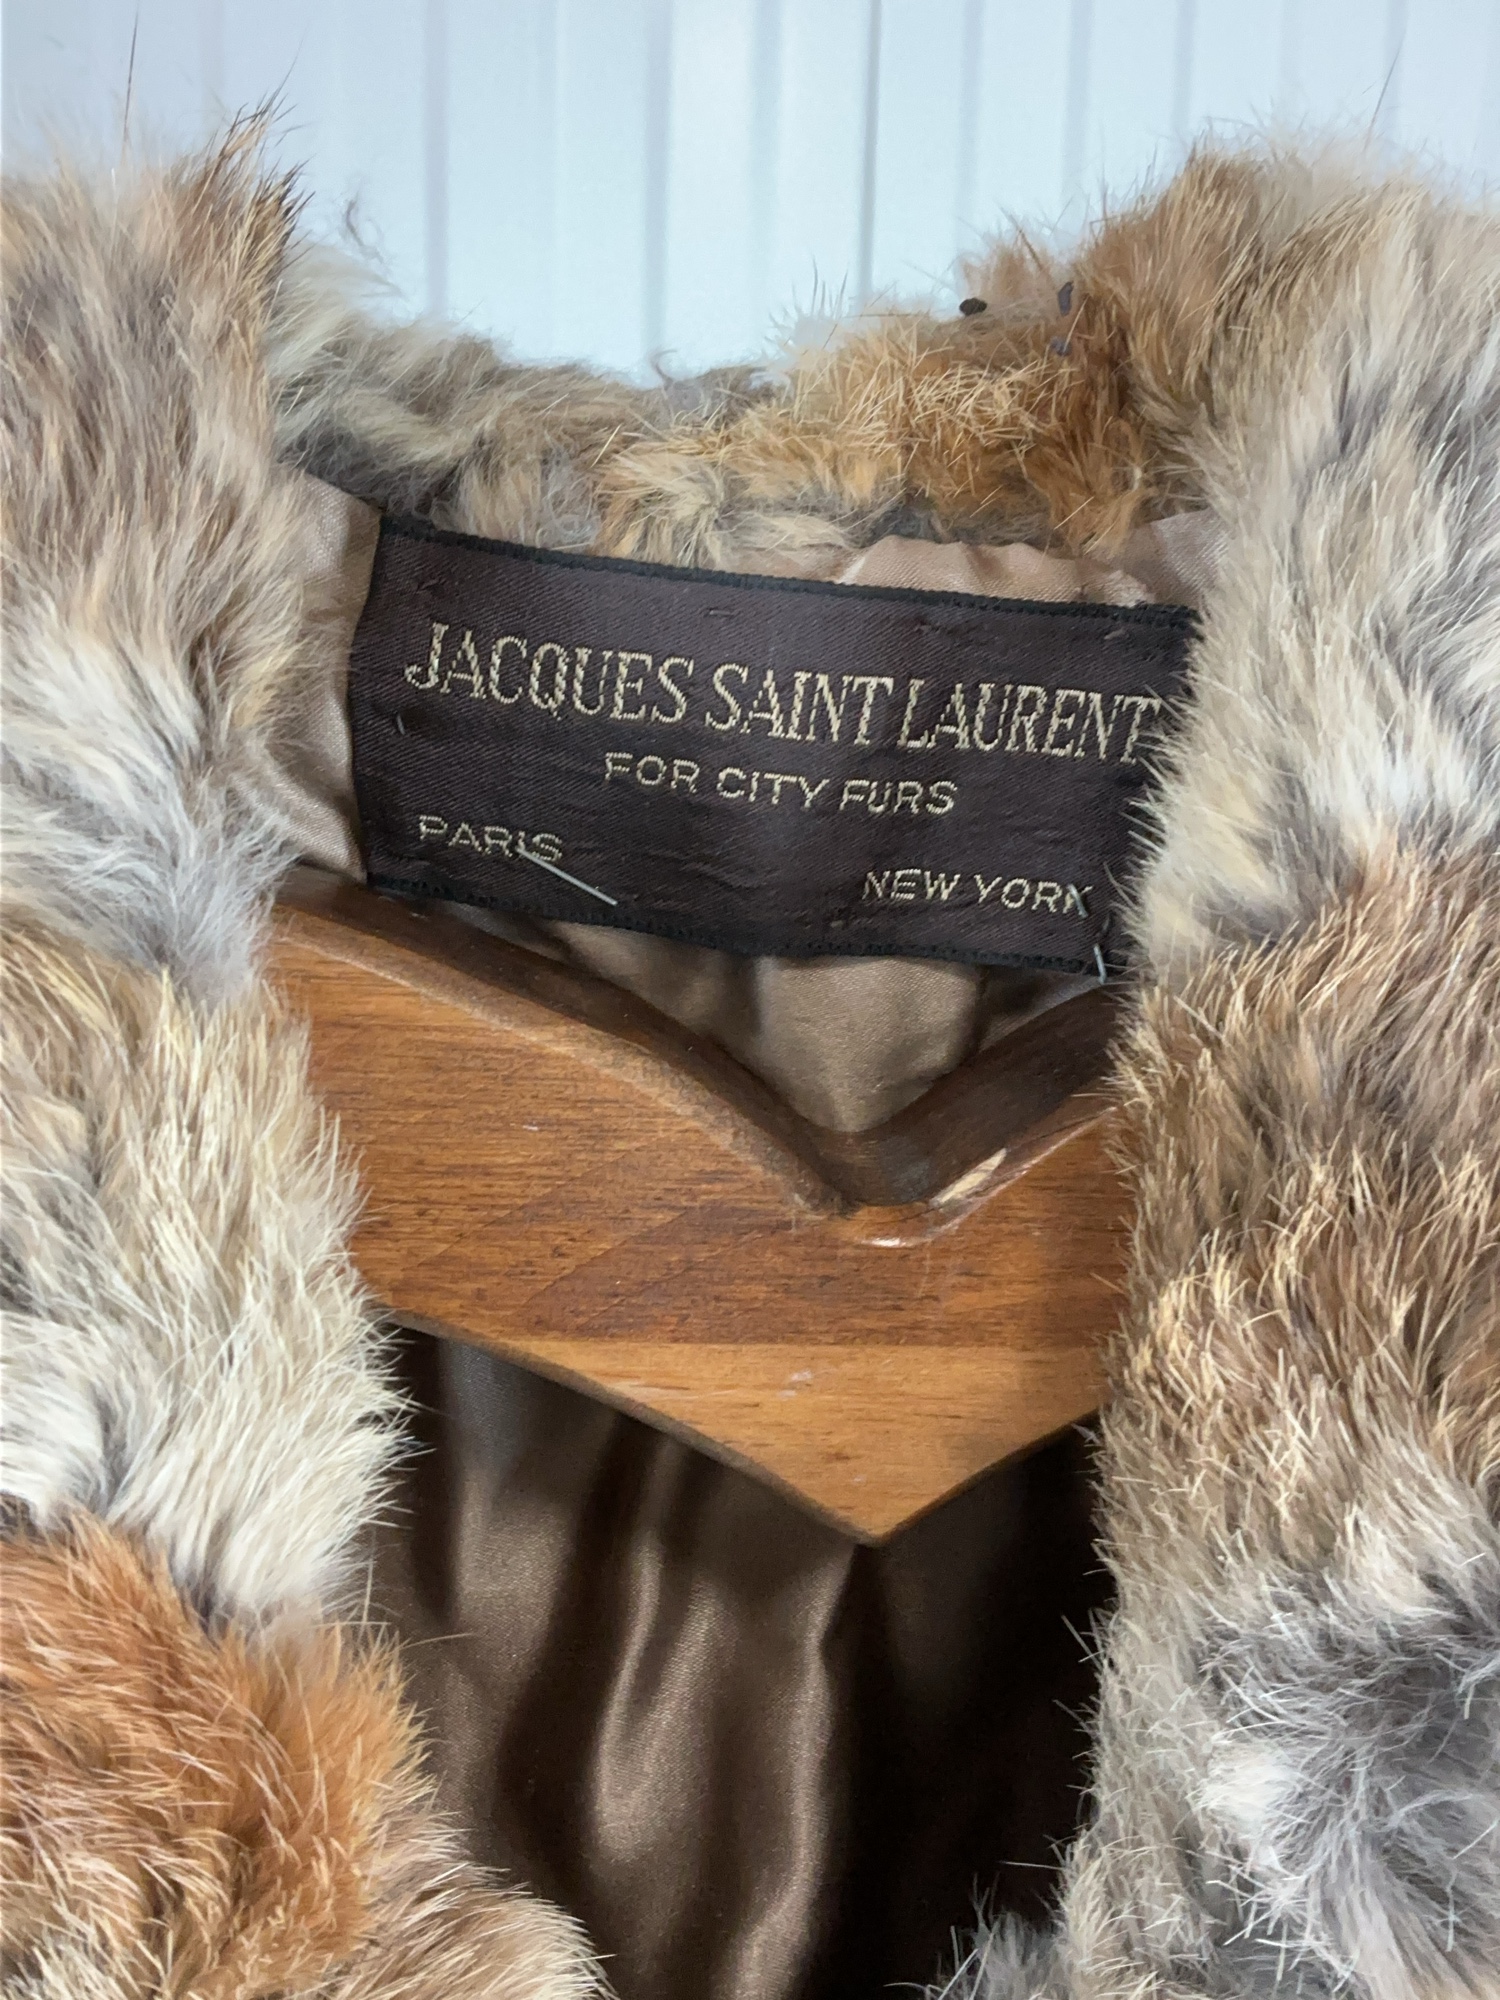 JACQUES SAINT LAURENT
FOR CITY FURS
PARIS
NEW YORK